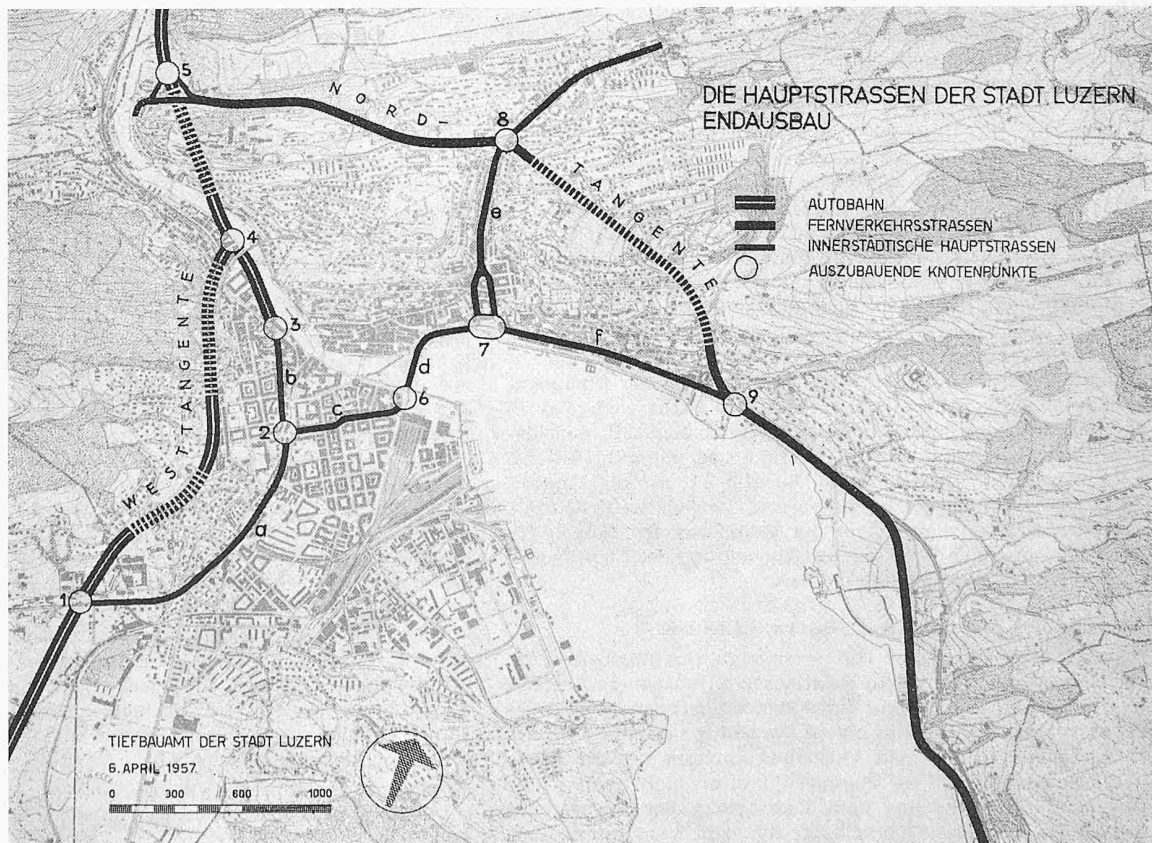 DIE HAUPTSTRASSEN DER STADT LUZERN
ENDAUSBAU
AUTOBAHN
FERNVERKEHRSSTRASSEN
INNERSTÄDTISCHE HAUPTSTRASSEN
AUSZUBAUENDE KNOTENPUNKTE
NORD-
TANGENTE
WESTTANGENTE
5
8
4
e
3
7
f
b
d
6
9
c
2
a
1
TIEFBAUAMT DER STADT LUZERN
6. APRIL 1957.
0 300 600 1000